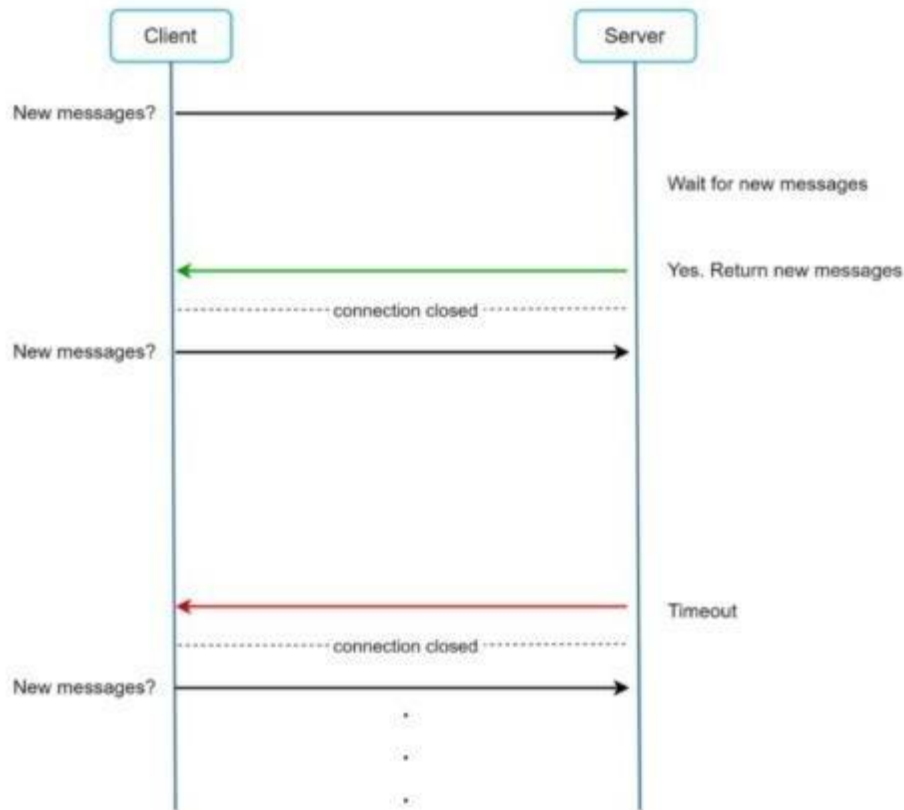 Client
Server
New messages?
Wait for new messages
Yes. Return new messages
connection closed
New messages?
Timeout
connection closed
New messages?